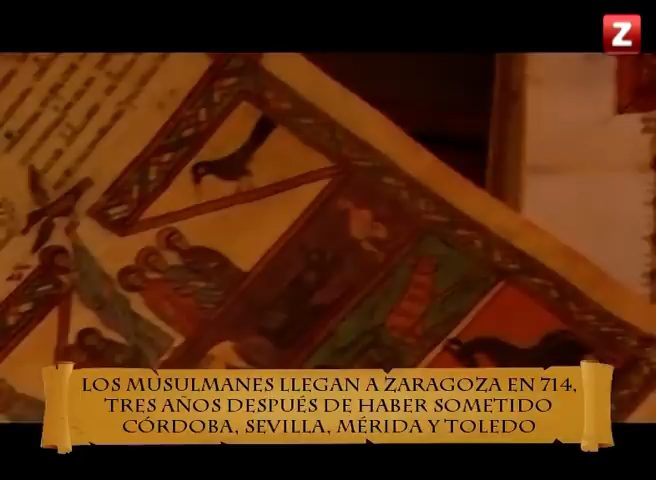 Z
LOS MUSULMANES LLEGAN A ZARAGOZA EN 714,
TRES AÑOS DESPUÉS DE HABER SOMETIDO
CÓRDOBA, SEVILLA, MÉRIDA Y TOLEDO